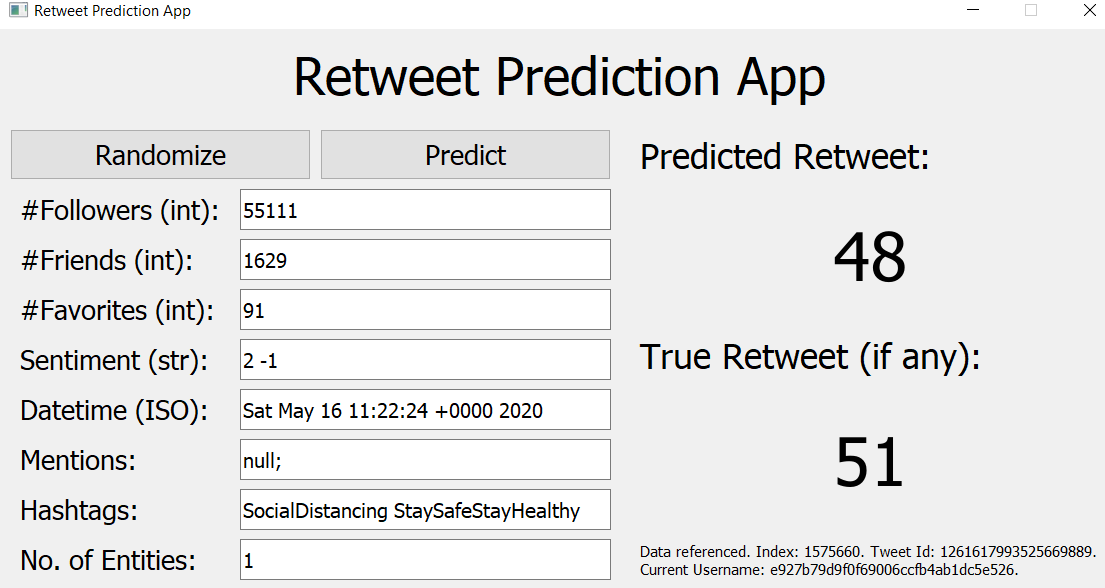 Retweet Prediction App
Retweet Prediction App
Randomize
Predict
#Followers (int): 55111
#Friends (int): 1629
#Favorites (int): 91
Sentiment (str): 2 -1
Datetime (ISO): Sat May 16 11:22:24 +0000 2020
Mentions: null;
Hashtags: SocialDistancing StaySafeStayHealthy
No. of Entities: 1
Predicted Retweet:
48
True Retweet (if any):
51
Data referenced. Index: 1575660. Tweet Id: 1261617993525669889.
Current Username: e927b79d9f0f69006ccfb4ab1dc5e526.